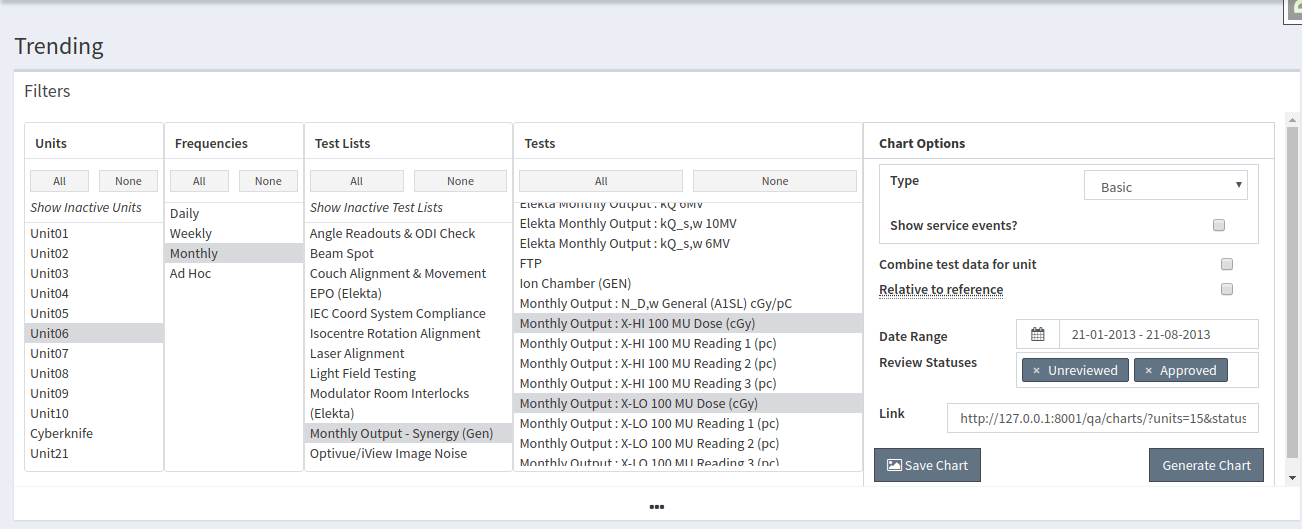 Trending
Filters
Units
All None
Show Inactive Units
Unit01
Unit02
Unit03
Unit04
Unit05
Unit06
Unit07
Unit08
Unit09
Unit10
Cyberknife
Unit21
Frequencies
All None
Daily
Weekly
Monthly
Ad Hoc
Test Lists
All None
Show Inactive Test Lists
Angle Readouts & ODI Check
Beam Spot
Couch Alignment & Movement
EPO (Elekta)
IEC Coord System Compliance
Isocentre Rotation Alignment
Laser Alignment
Light Field Testing
Modulator Room Interlocks
(Elekta)
Monthly Output - Synergy (Gen)
Optivue/iView Image Noise
Tests
All None
Elekta Monthly Output : kQ 6MV
Elekta Monthly Output : kQ_s,w 10MV
Elekta Monthly Output : kQ_s,w 6MV
FTP
Ion Chamber (GEN)
Monthly Output : N_D,w General (A1SL) cGy/pC
Monthly Output : X-HI 100 MU Dose (cGy)
Monthly Output : X-HI 100 MU Reading 1 (pc)
Monthly Output : X-HI 100 MU Reading 2 (pc)
Monthly Output : X-HI 100 MU Reading 3 (pc)
Monthly Output : X-LO 100 MU Dose (cGy)
Monthly Output : X-LO 100 MU Reading 1 (pc)
Monthly Output : X-LO 100 MU Reading 2 (pc)
Monthly Output : X-LO 100 MU Reading 3 (pc)
Chart Options
Type Basic
Show service events?
Combine test data for unit
Relative to reference
Date Range 21-01-2013 - 21-08-2013
Review Statuses × Unreviewed × Approved
Link http://127.0.0.1:8001/qa/charts/?units=15&status
Save Chart Generate Chart